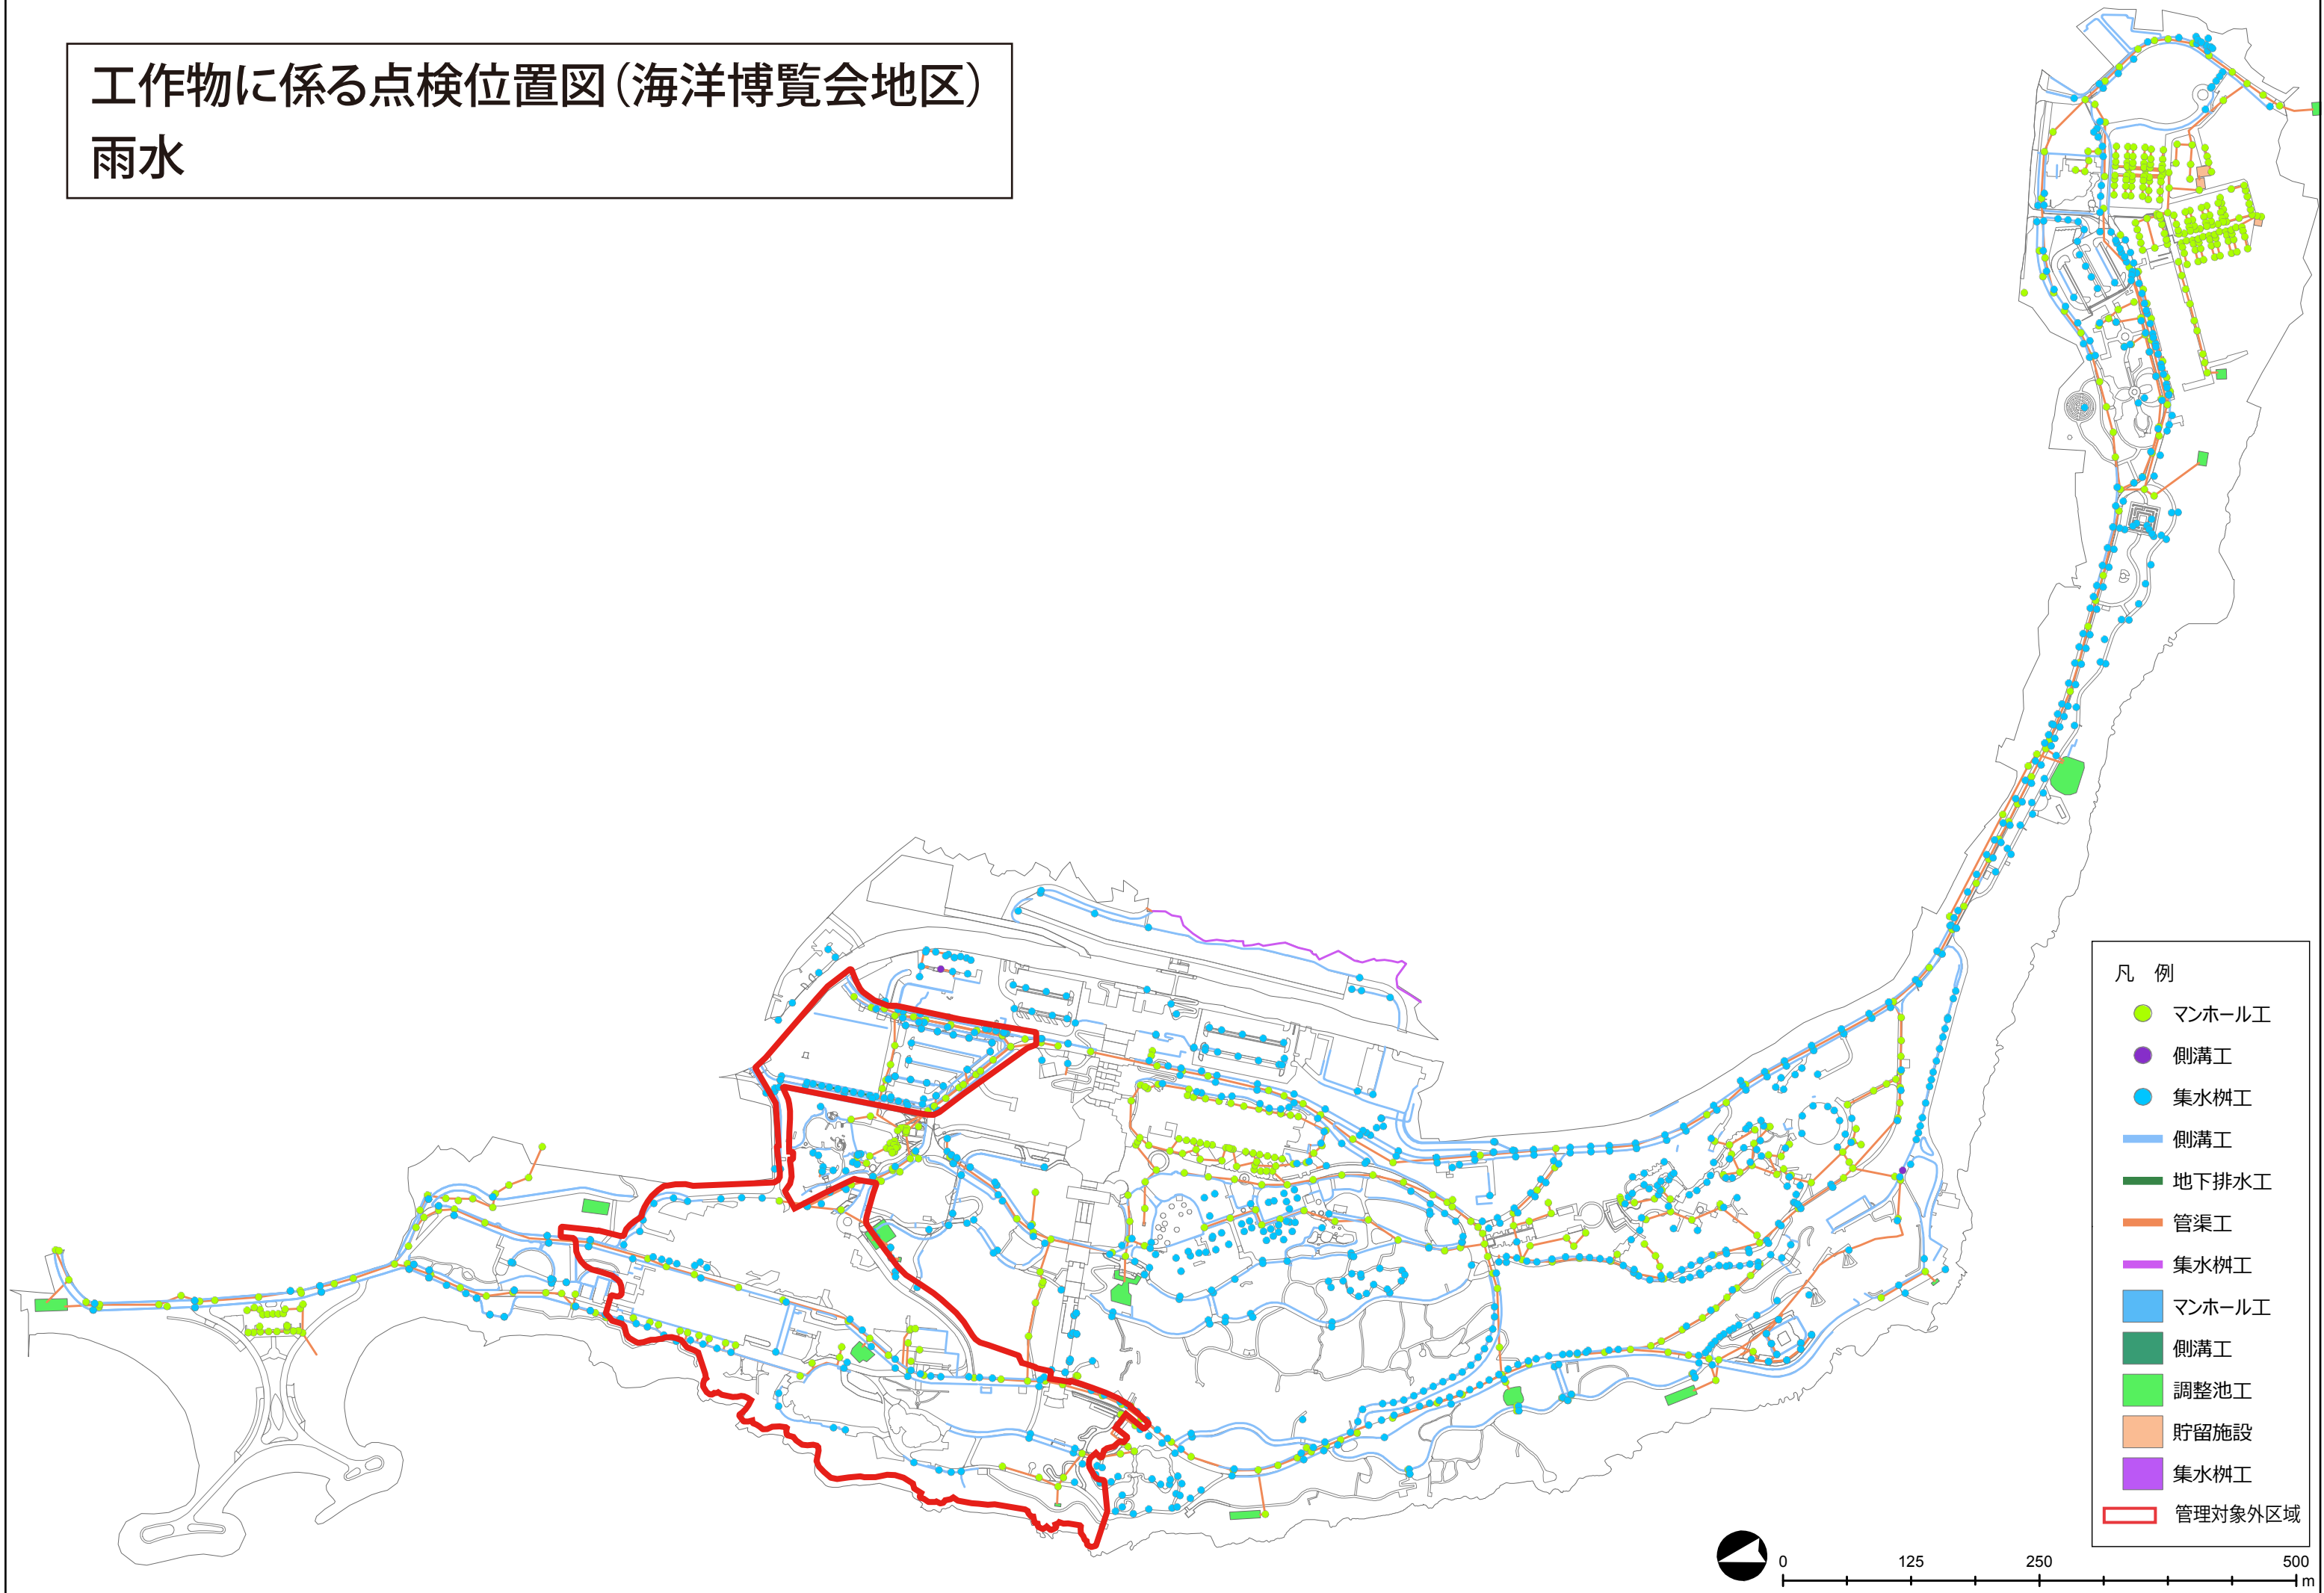 工作物に係る点検位置図(海洋博覧会地区)
雨水
凡 例
マンホール工
側溝工
集水桝工
側溝工
地下排水工
管渠工
集水桝工
マンホール工
側溝工
調整池工
貯留施設
集水桝工
管理対象外区域
0 125 250 500
m